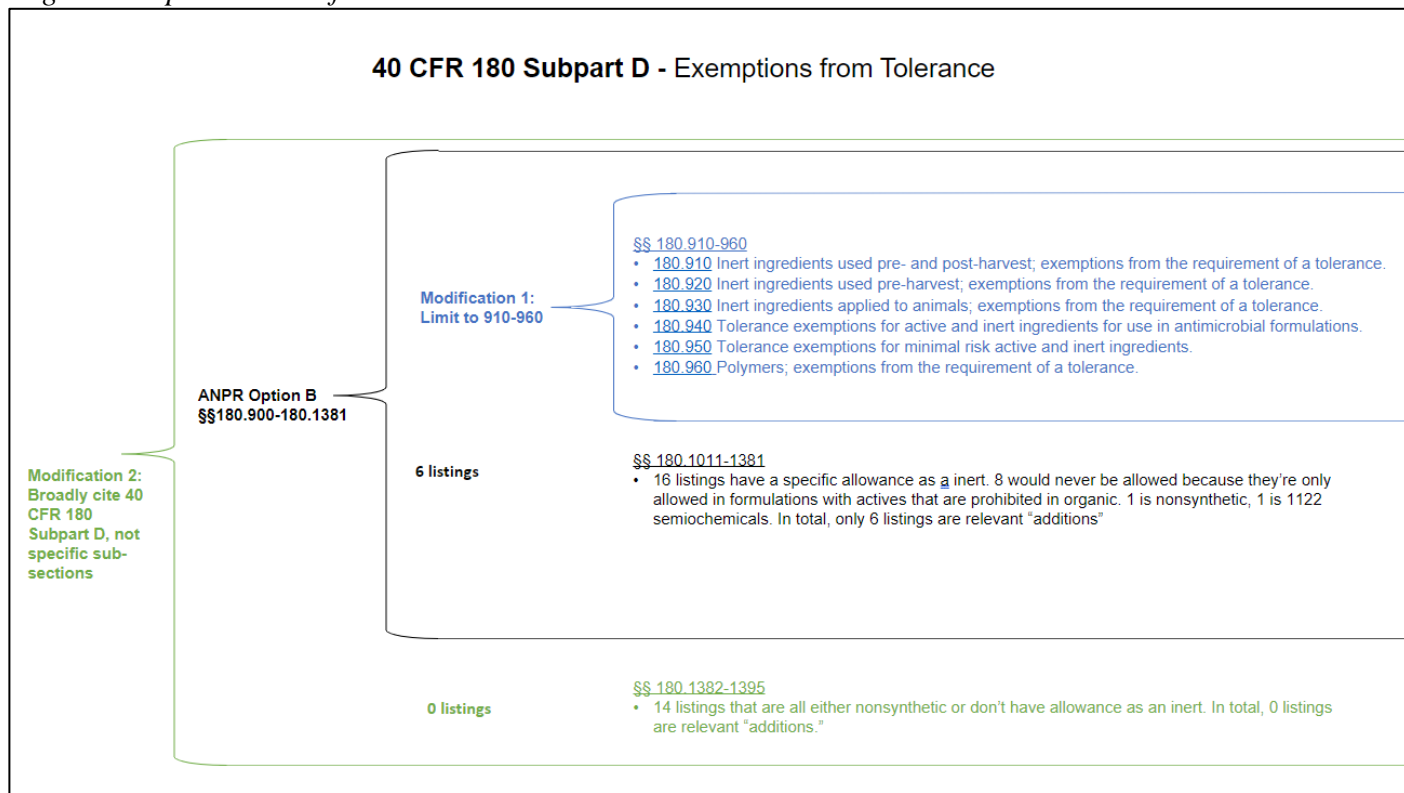 40 CFR 180 Subpart D - Exemptions from Tolerance
§§ 180.910-960
• 180.910 Inert ingredients used pre- and post-harvest; exemptions from the requirement of a tolerance.
• 180.920 Inert ingredients used pre-harvest; exemptions from the requirement of a tolerance.
• 180.930 Inert ingredients applied to animals; exemptions from the requirement of a tolerance.
• 180.940 Tolerance exemptions for active and inert ingredients for use in antimicrobial formulations.
• 180.950 Tolerance exemptions for minimal risk active and inert ingredients.
• 180.960 Polymers; exemptions from the requirement of a tolerance.
Modification 1:
Limit to 910-960
ANPR Option B
§§180.900-180.1381
6 listings
§§ 180.1011-1381
• 16 listings have a specific allowance as a inert. 8 would never be allowed because they're only
allowed in formulations with actives that are prohibited in organic. 1 is nonsynthetic, 1 is 1122
semiochemicals. In total, only 6 listings are relevant “additions”
Modification 2:
Broadly cite 40
CFR 180
Subpart D, not
specific sub-
sections
0 listings
§§ 180.1382-1395
• 14 listings that are all either nonsynthetic or don't have allowance as an inert. In total, 0 listings
are relevant “additions.”